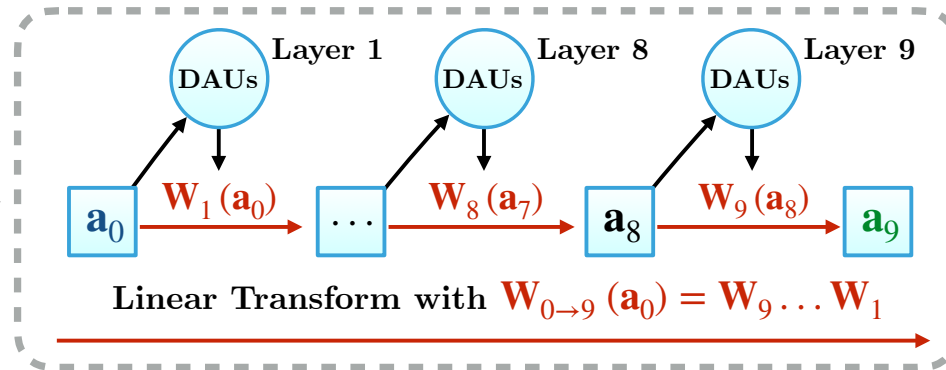 Layer 1 Layer 8 Layer 9
DAUs DAUs DAUs
W₁(a₀) W₈(a₇) W₉(a₈)
a₀ ... a₈ a₉
Linear Transform with W₀→₉ (a₀) = W₉ ... W₁